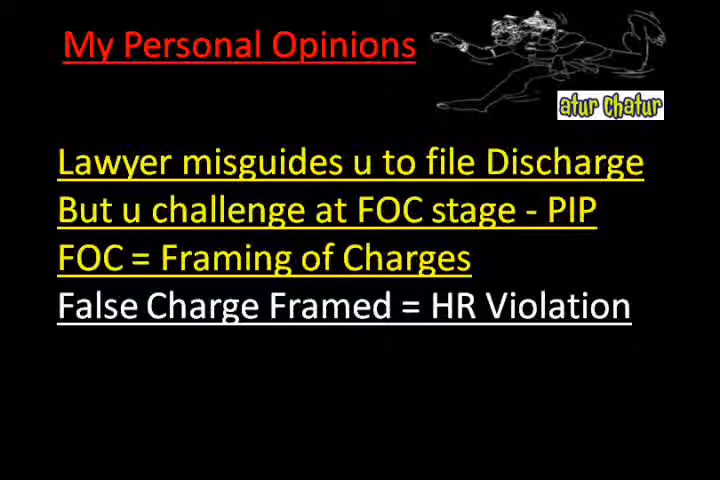 My Personal Opinions
atur chatur
Lawyer misguides u to file Discharge
But u challenge at FOC stage - PIP
FOC = Framing of Charges
False Charge Framed = HR Violation